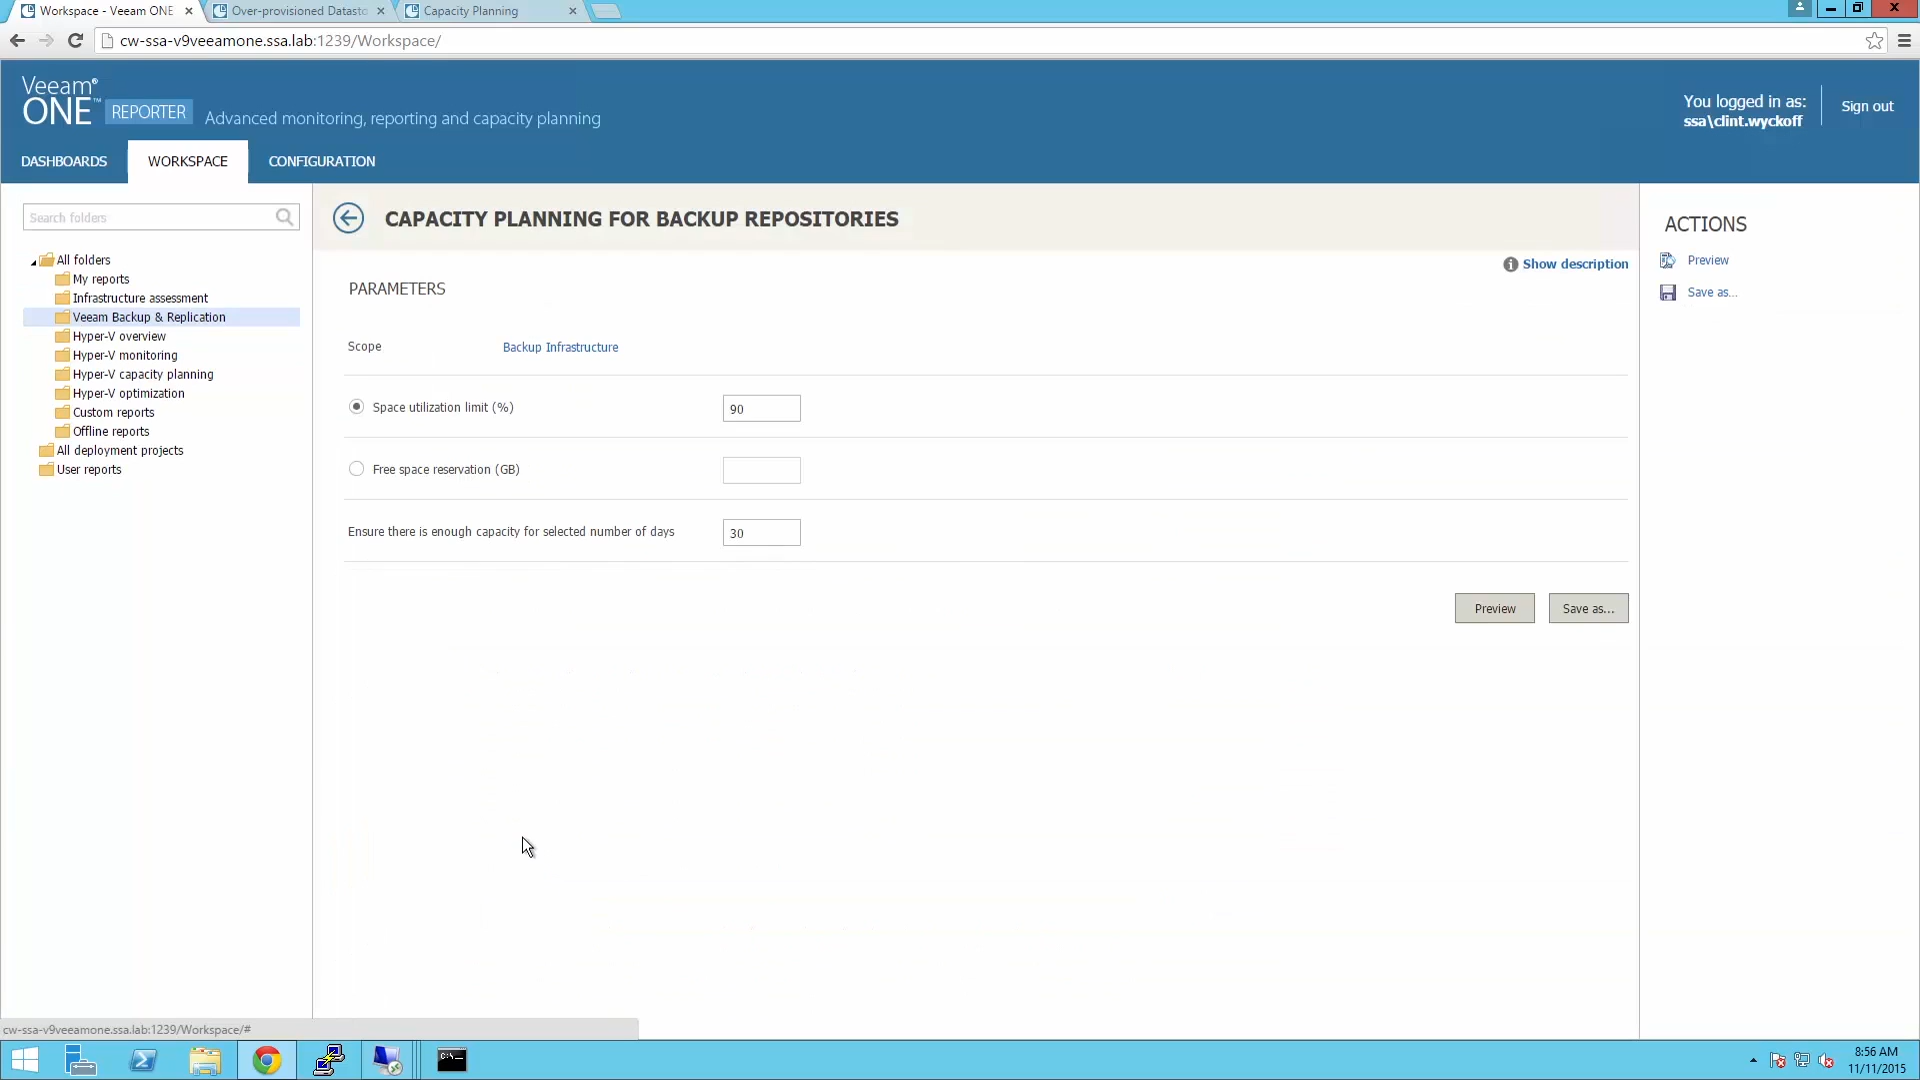 Workspace - Veeam ONE
Over-provisioned Datasto
Capacity Planning
cw-ssa-v9veeamone.ssa.lab:1239/Workspace/
Veeam®
ONE™ REPORTER Advanced monitoring, reporting and capacity planning
You logged in as:
ssa\clint.wyckoff
Sign out
DASHBOARDS WORKSPACE CONFIGURATION
Search folders
All folders
My reports
Infrastructure assessment
Veeam Backup & Replication
Hyper-V overview
Hyper-V monitoring
Hyper-V capacity planning
Hyper-V optimization
Custom reports
Offline reports
All deployment projects
User reports
CAPACITY PLANNING FOR BACKUP REPOSITORIES
Show description
PARAMETERS
Scope Backup Infrastructure
Space utilization limit (%) 90
Free space reservation (GB)
Ensure there is enough capacity for selected number of days 30
Preview Save as...
ACTIONS
Preview
Save as...
cw-ssa-v9veeamone.ssa.lab:1239/Workspace/#
C:\_
8:56 AM
11/11/2015